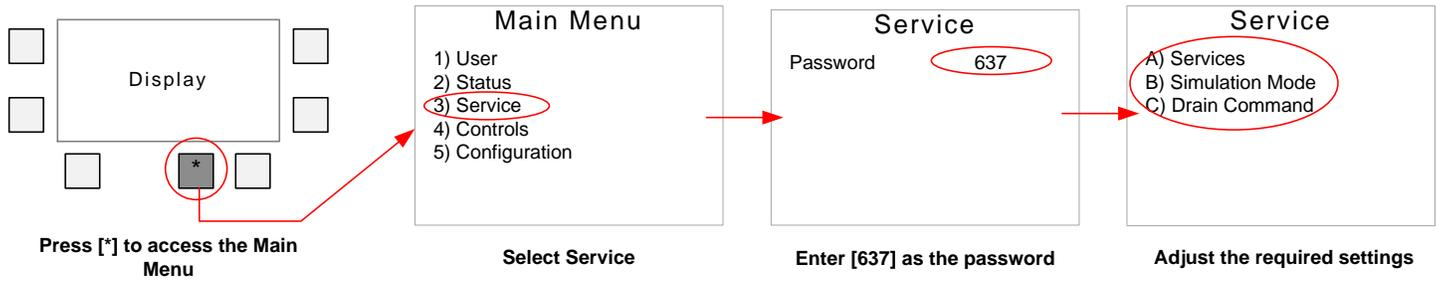 Display
*
Press [*] to access the Main
Menu
Main Menu
1) User
2) Status
3) Service
4) Controls
5) Configuration
Select Service
Service
Password 637
Enter [637] as the password
Service
A) Services
B) Simulation Mode
C) Drain Command
Adjust the required settings